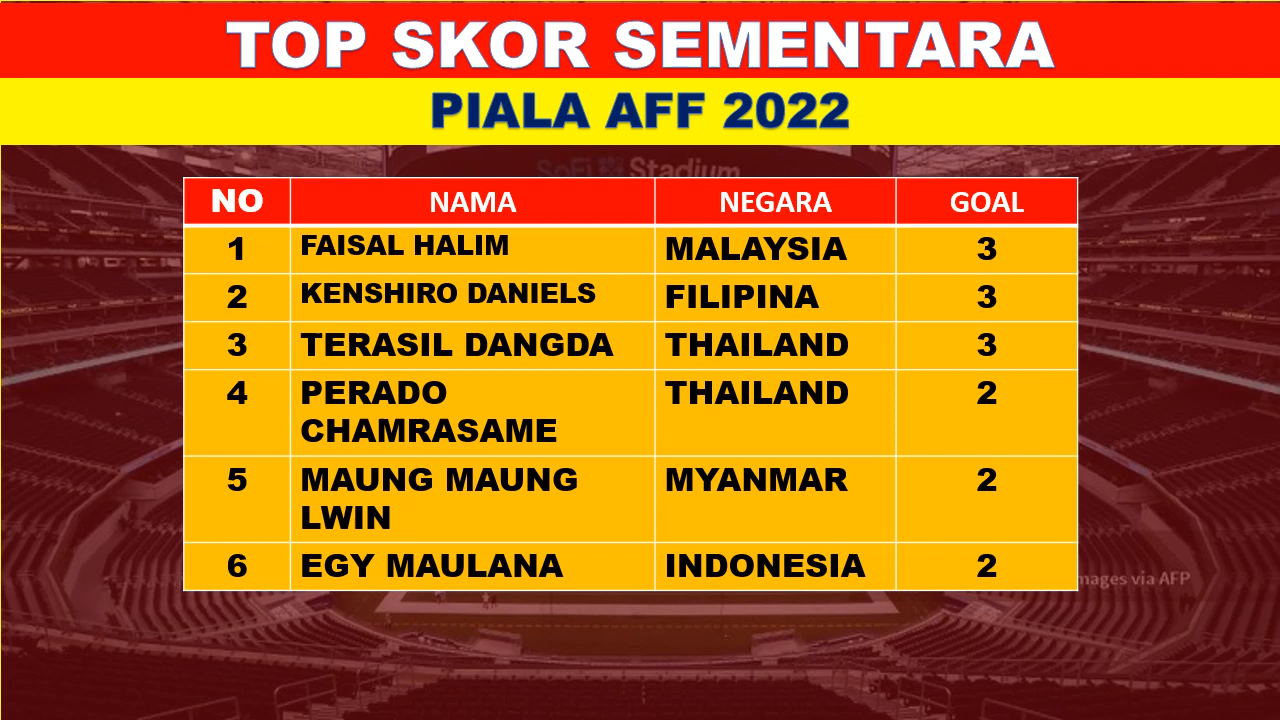 TOP SKOR SEMENTARA
PIALA AFF 2022
SoFi Stadium
NO NAMA NEGARA GOAL
1 FAISAL HALIM MALAYSIA 3
2 KENSHIRO DANIELS FILIPINA 3
3 TERASIL DANGDA THAILAND 3
4 PERADO THAILAND 2
CHAMRASAME
5 MAUNG MAUNG MYANMAR 2
LWIN
6 EGY MAULANA INDONESIA 2
mages via AFP